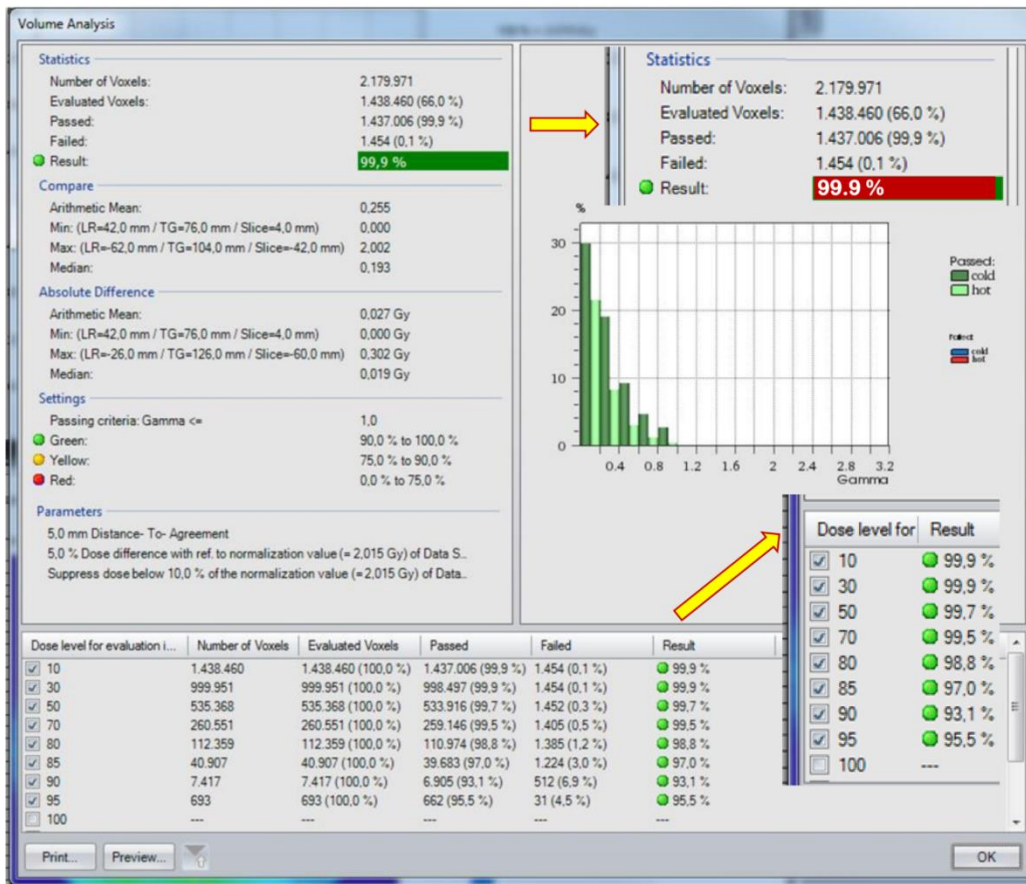 Volume Analysis
Statistics
Number of Voxels: 2.179.971
Evaluated Voxels: 1.438.460 (66,0 %)
Passed: 1.437.006 (99,9 %)
Failed: 1.454 (0,1 %)
Result: 99,9 %
Compare
Arithmetic Mean: 0,255
Min: (LR=42,0 mm / TG=76,0 mm / Slice=4,0 mm) 0,000
Max: (LR=-62,0 mm / TG=104,0 mm / Slice=-42,0 mm) 2,002
Median: 0,193
Absolute Difference
Arithmetic Mean: 0,027 Gy
Min: (LR=42,0 mm / TG=76,0 mm / Slice=4,0 mm) 0,000 Gy
Max: (LR=-26,0 mm / TG=126,0 mm / Slice=-60,0 mm) 0,302 Gy
Median: 0,019 Gy
Settings
Passing criteria: Gamma <= 1,0
Green: 90,0 % to 100,0 %
Yellow: 75,0 % to 90,0 %
Red: 0,0 % to 75,0 %
Parameters
5,0 mm Distance- To- Agreement
5,0 % Dose difference with ref. to normalization value (= 2,015 Gy) of Data S..
Suppress dose below 10,0 % of the normalization value (= 2,015 Gy) of Data..
Statistics
Number of Voxels: 2.179.971
Evaluated Voxels: 1.438.460 (66,0 %)
Passed: 1.437.006 (99,9 %)
Failed: 1.454 (0,1 %)
Result: 99.9 %
%
30
20
10
0
0.4 0.8 1.2 1.6 2 2.4 2.8 3.2
Gamma
Passed:
cold
hot
Failed:
cold
hot
Dose level for Result
10 99,9 %
30 99,9 %
50 99,7 %
70 99,5 %
80 98,8 %
85 97,0 %
90 93,1 %
95 95,5 %
100 ---
Dose level for evaluation i... Number of Voxels Evaluated Voxels Passed Failed Result
10 1.438.460 1.438.460 (100,0 %) 1.437.006 (99,9 %) 1.454 (0,1 %) 99,9 %
30 999.951 999.951 (100,0 %) 998.497 (99,9 %) 1.454 (0,1 %) 99,9 %
50 535.368 535.368 (100,0 %) 533.916 (99,7 %) 1.452 (0,3 %) 99,7 %
70 260.551 260.551 (100,0 %) 259.146 (99,5 %) 1.405 (0,5 %) 99,5 %
80 112.359 112.359 (100,0 %) 110.974 (98,8 %) 1.385 (1,2 %) 98,8 %
85 40.907 40.907 (100,0 %) 39.683 (97,0 %) 1.224 (3,0 %) 97,0 %
90 7.417 7.417 (100,0 %) 6.905 (93,1 %) 512 (6,9 %) 93,1 %
95 693 693 (100,0 %) 662 (95,5 %) 31 (4,5 %) 95,5 %
100 --- --- --- --- ---
Print... Preview... OK